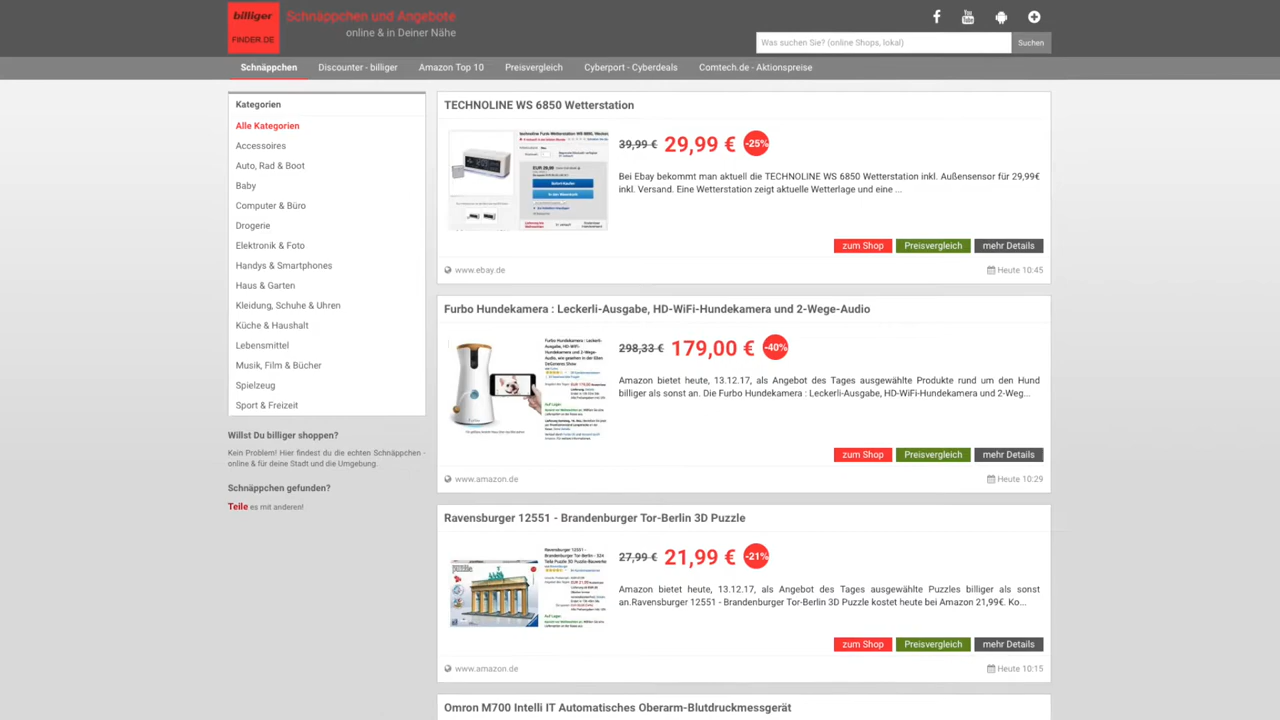 billiger
FINDER.DE
Schnäppchen und Angebote
online & in Deiner Nähe
Was suchen Sie? (online Shops, lokal)
Suchen
Schnäppchen
Discounter - billiger
Amazon Top 10
Preisvergleich
Cyberport - Cyberdeals
Comtech.de - Aktionspreise
Kategorien
Alle Kategorien
Accessoires
Auto, Rad & Boot
Baby
Computer & Büro
Drogerie
Elektronik & Foto
Handys & Smartphones
Haus & Garten
Kleidung, Schuhe & Uhren
Küche & Haushalt
Lebensmittel
Musik, Film & Bücher
Spielzeug
Sport & Freizeit
Willst Du billiger shoppen?
Kein Problem! Hier findest du die echten Schnäppchen -
online & für deine Stadt und die Umgebung.
Schnäppchen gefunden?
Teile es mit anderen!
TECHNOLINE WS 6850 Wetterstation
39,99 € 29,99 € -25%
Bei Ebay bekommt man aktuell die TECHNOLINE WS 6850 Wetterstation inkl. Außensensor für 29,99€
inkl. Versand. Eine Wetterstation zeigt aktuelle Wetterlage und eine ...
zum Shop Preisvergleich mehr Details
www.ebay.de Heute 10:45
Furbo Hundekamera : Leckerli-Ausgabe, HD-WiFi-Hundekamera und 2-Wege-Audio
298,33 € 179,00 € -40%
Amazon bietet heute, 13.12.17, als Angebot des Tages ausgewählte Produkte rund um den Hund
billiger als sonst an. Die Furbo Hundekamera : Leckerli-Ausgabe, HD-WiFi-Hundekamera und 2-Weg...
zum Shop Preisvergleich mehr Details
www.amazon.de Heute 10:29
Ravensburger 12551 - Brandenburger Tor-Berlin 3D Puzzle
27,99 € 21,99 € -21%
Amazon bietet heute, 13.12.17, als Angebot des Tages ausgewählte Puzzles billiger als sonst
an.Ravensburger 12551 - Brandenburger Tor-Berlin 3D Puzzle kostet heute bei Amazon 21,99€. Ko...
zum Shop Preisvergleich mehr Details
www.amazon.de Heute 10:15
Omron M700 Intelli IT Automatisches Oberarm-Blutdruckmessgerät